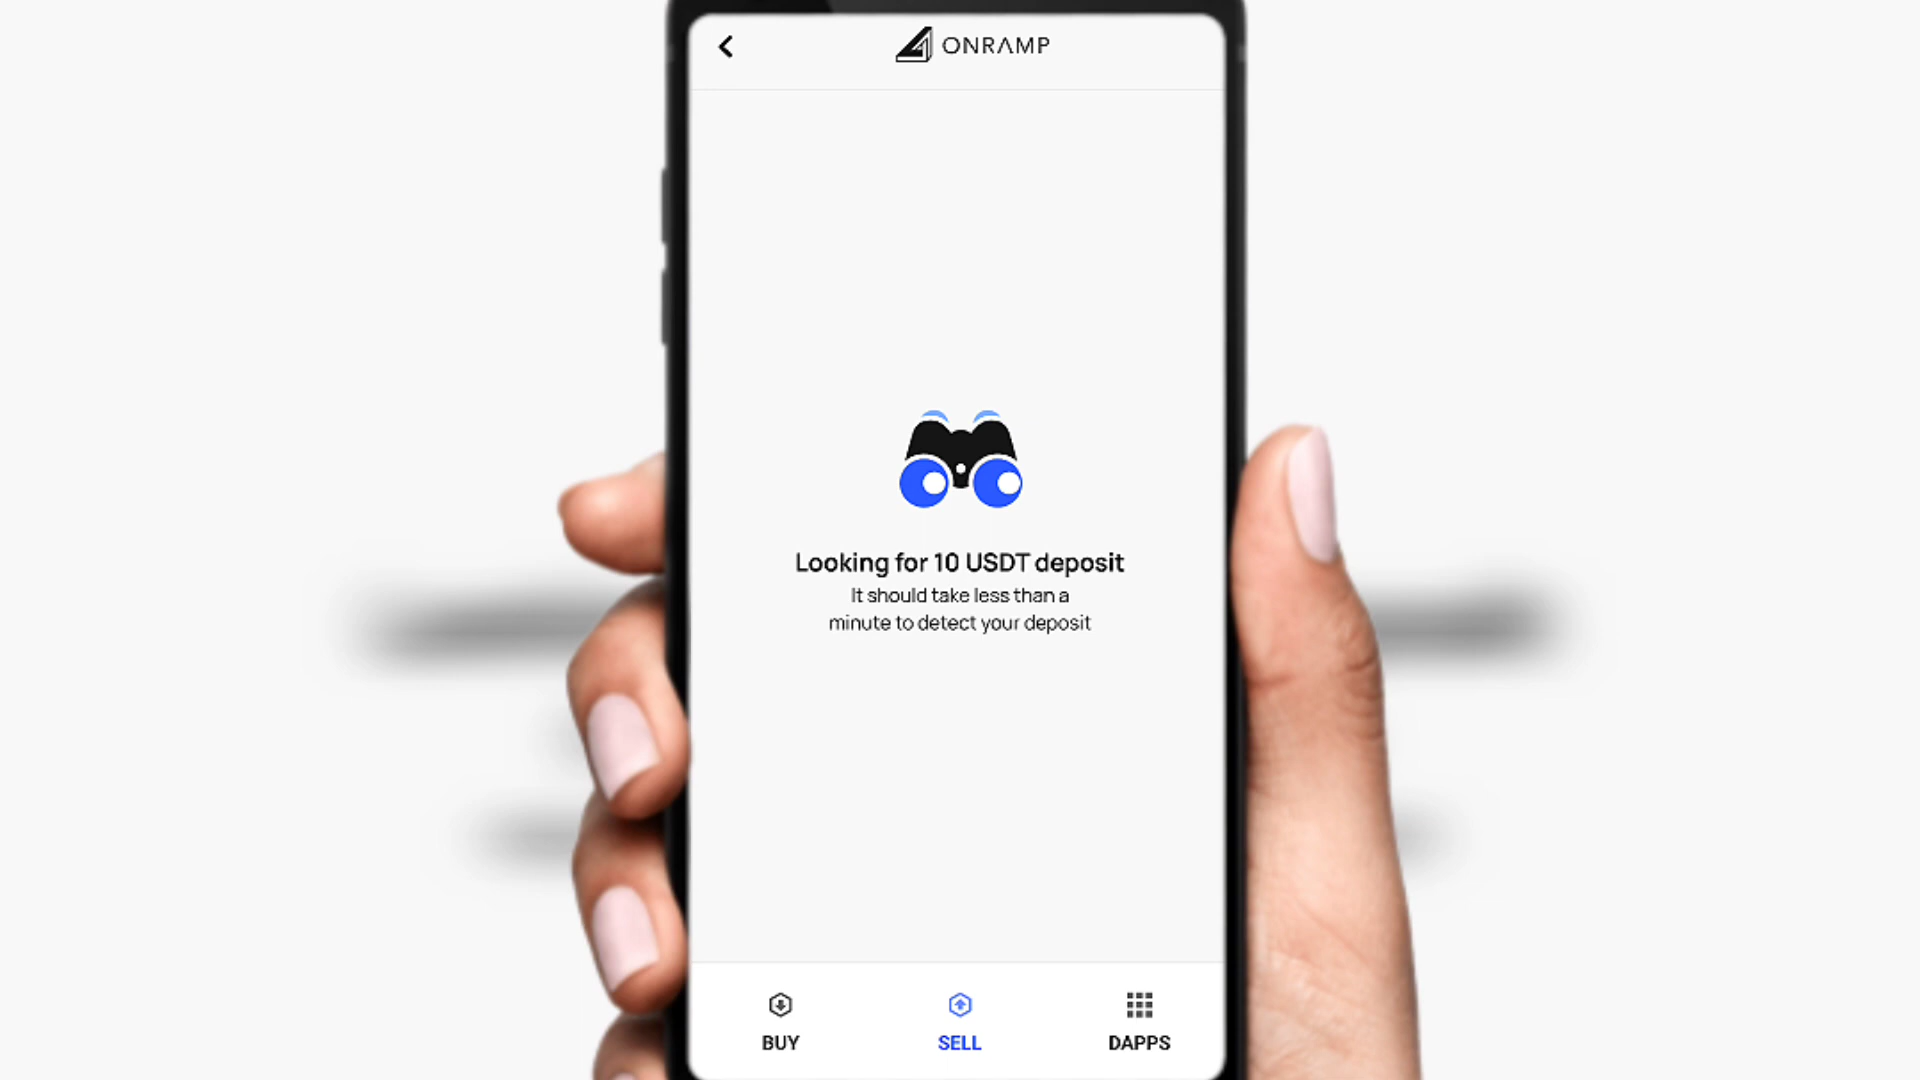 ONRAMP
Looking for 10 USDT deposit
It should take less than a
minute to detect your deposit
BUY
SELL
DAPPS